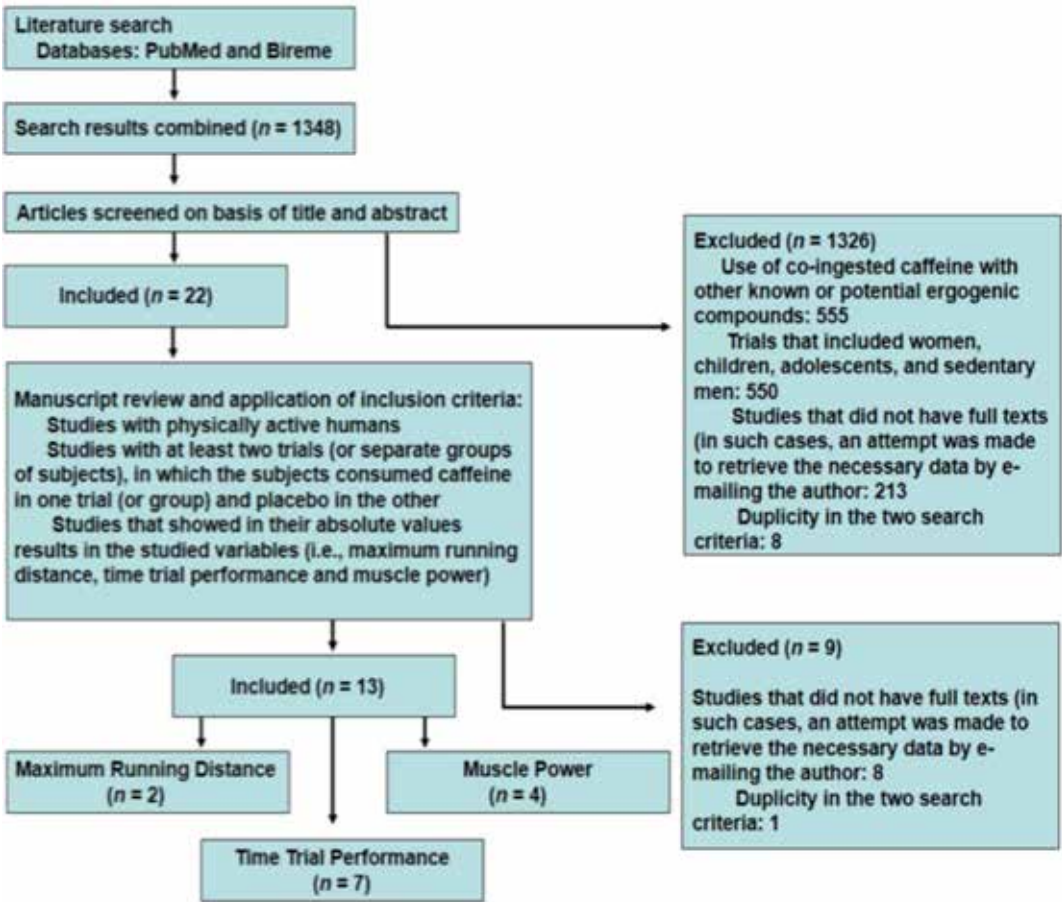 Literature search
Databases: PubMed and Bireme
Search results combined (n = 1348)
Articles screened on basis of title and abstract
Included (n = 22)
Excluded (n = 1326)
Use of co-ingested caffeine with
other known or potential ergogenic
compounds: 555
Trials that included women,
children, adolescents, and sedentary
men: 550
Studies that did not have full texts
(in such cases, an attempt was made
to retrieve the necessary data by e-
mailing the author: 213
Duplicity in the two search
criteria: 8
Manuscript review and application of inclusion criteria:
Studies with physically active humans
Studies with at least two trials (or separate groups
of subjects), in which the subjects consumed caffeine
in one trial (or group) and placebo in the other
Studies that showed in their absolute values
results in the studied variables (i.e., maximum running
distance, time trial performance and muscle power)
Included (n = 13)
Excluded (n = 9)
Studies that did not have full texts (in
such cases, an attempt was made to
retrieve the necessary data by e-
mailing the author: 8
Duplicity in the two search
criteria: 1
Maximum Running Distance
(n = 2)
Muscle Power
(n = 4)
Time Trial Performance
(n = 7)